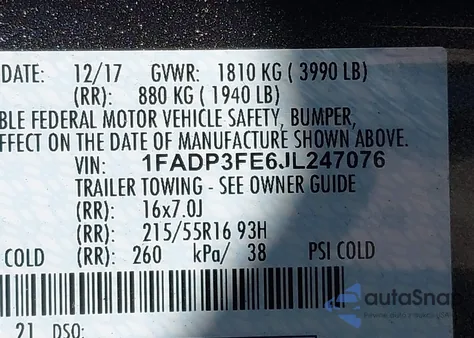 DATE: 12/17 GVWR: 1810 KG ( 3990 LB)
(RR): 880 KG ( 1940 LB)
BLE FEDERAL MOTOR VEHICLE SAFETY, BUMPER,
EFFECT ON THE DATE OF MANUFACTURE SHOWN ABOVE.
VIN: 1FADP3FE6JL247076
TRAILER TOWING - SEE OWNER GUIDE
(RR): 16x7.0J
(RR): 215/55R16 93H
COLD (RR): 260 kPa/ 38 PSI COLD
autoSnap
21 DSO: